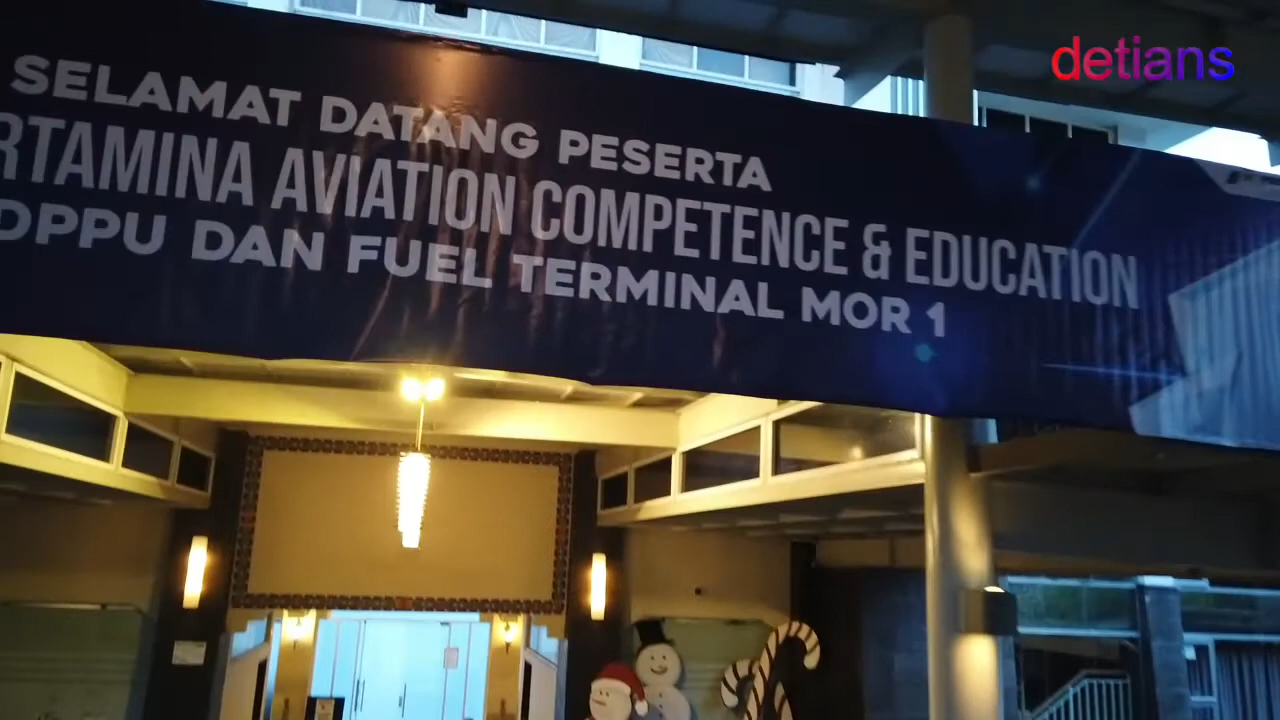 detians
SELAMAT DATANG PESERTA
RTAMINA AVIATION COMPETENCE & EDUCATION
DPPU DAN FUEL TERMINAL MOR 1